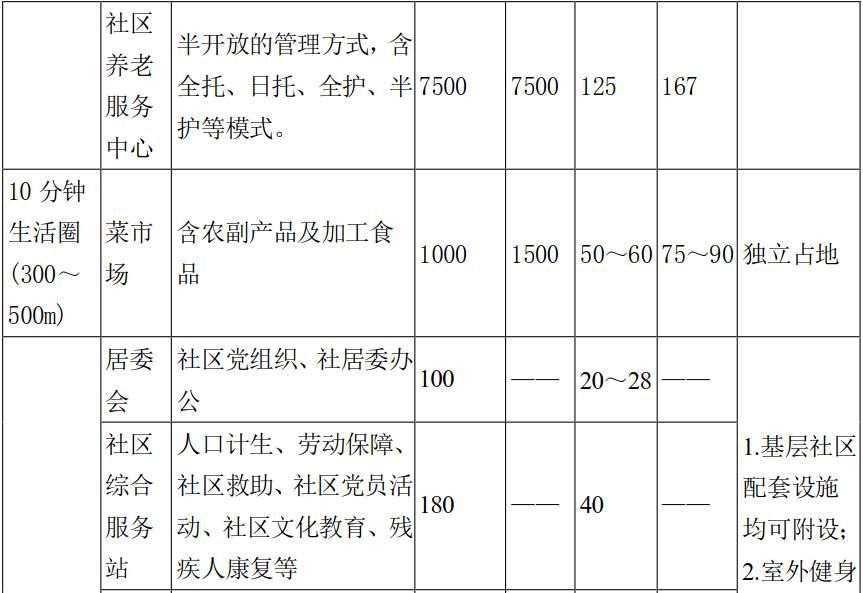 社区
养老
服务
中心
半开放的管理方式，含
全托、日托、全护、半
护等模式。
7500
7500
125
167
10 分钟
生活圈
(300～
500m)
菜市
场
含农副产品及加工食
品
1000
1500
50～60
75～90
独立占地
居委
会
社区党组织、社居委办
公
100
——
20～28
——
社区
综合
服务
站
人口计生、劳动保障、
社区救助、社区党员活
动、社区文化教育、残
疾人康复等
180
——
40
——
1.基层社区
配套设施
均可附设；
2.室外健身